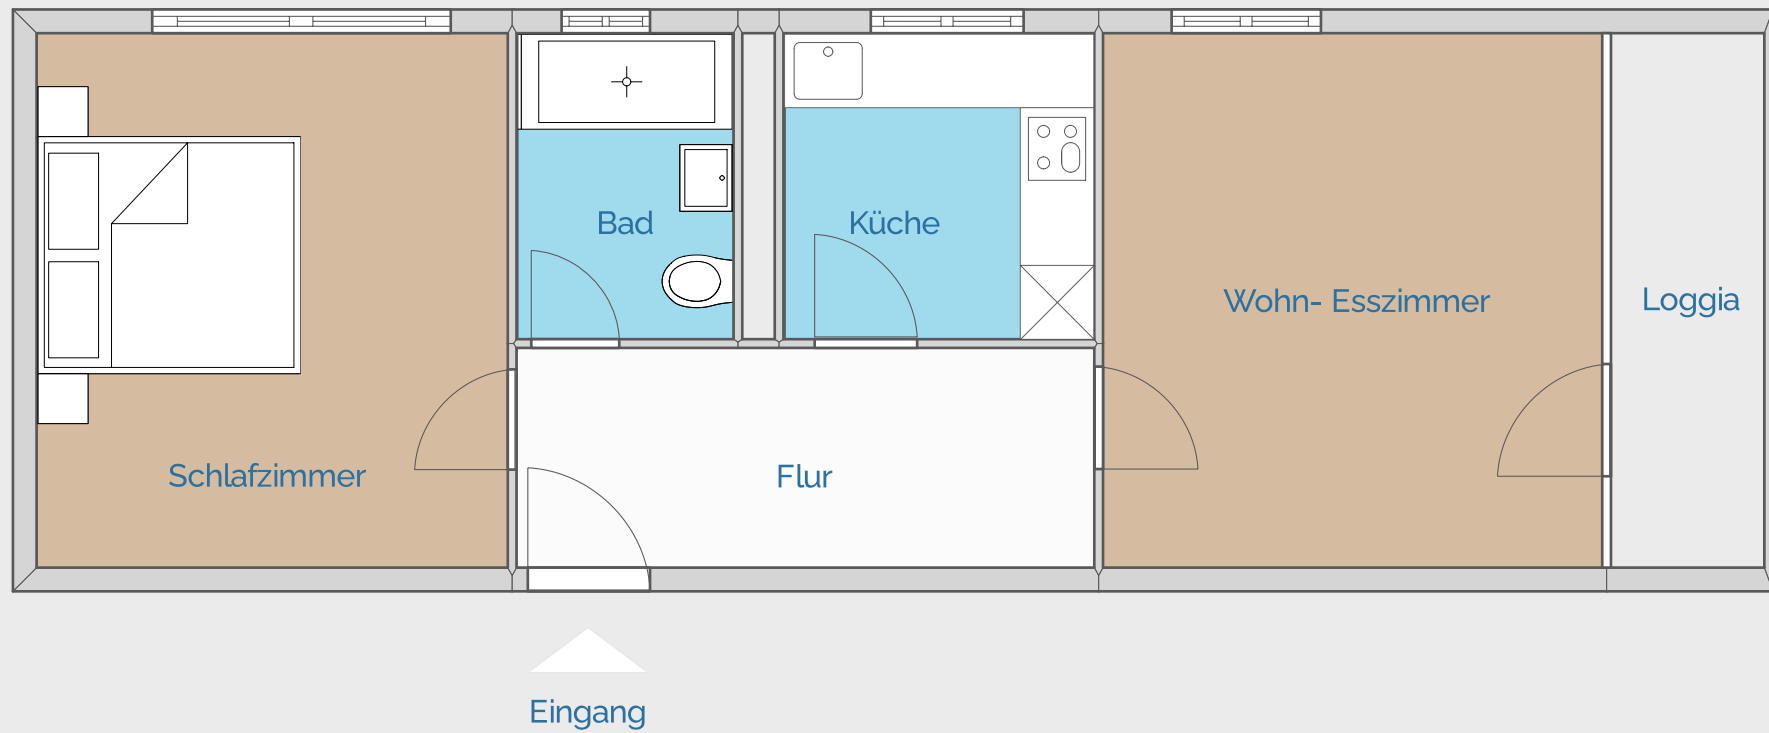 Bad
Küche
Wohn- Esszimmer
Loggia
Schlafzimmer
Flur
Eingang